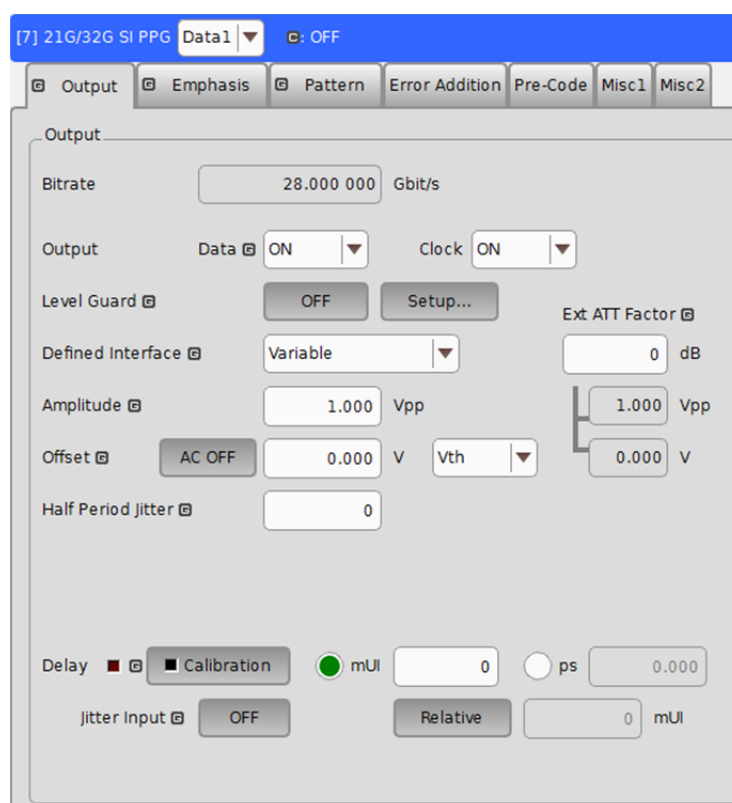 [7] 21G/32G SI PPG Data1 C: OFF
Output Emphasis Pattern Error Addition Pre-Code Misc1 Misc2
Output
Bitrate 28.000 000 Gbit/s
Output Data ON Clock ON
Level Guard OFF Setup...
Ext ATT Factor
Defined Interface Variable 0 dB
Amplitude 1.000 Vpp 1.000 Vpp
Offset AC OFF 0.000 V Vth 0.000 V
Half Period Jitter 0
Delay Calibration mUI 0 ps 0.000
Jitter Input OFF Relative 0 mUI